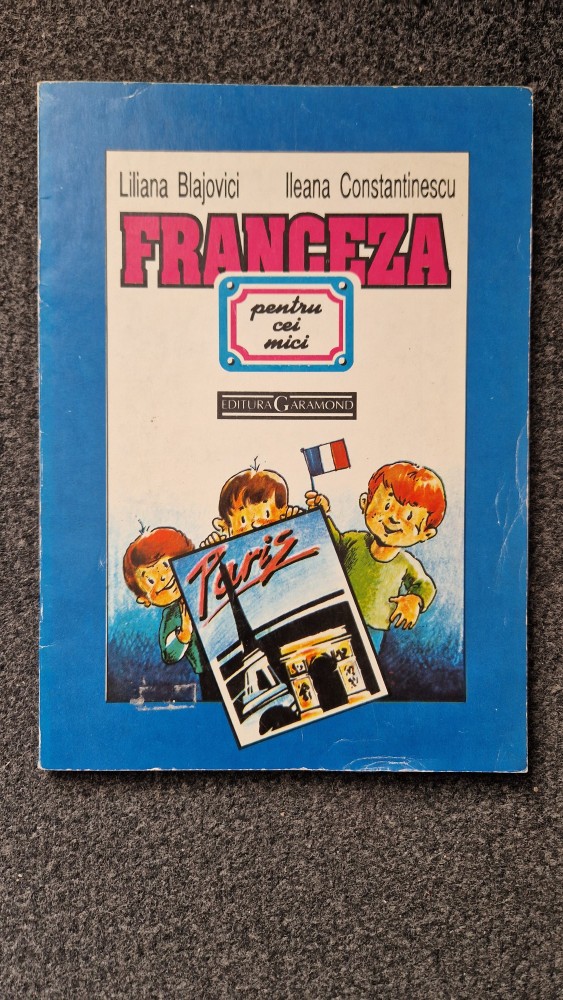 Liliana Blajovici Ileana Constantinescu
FRANCEZA
pentru
cei
mici
EDITURA GARAMOND
Paris